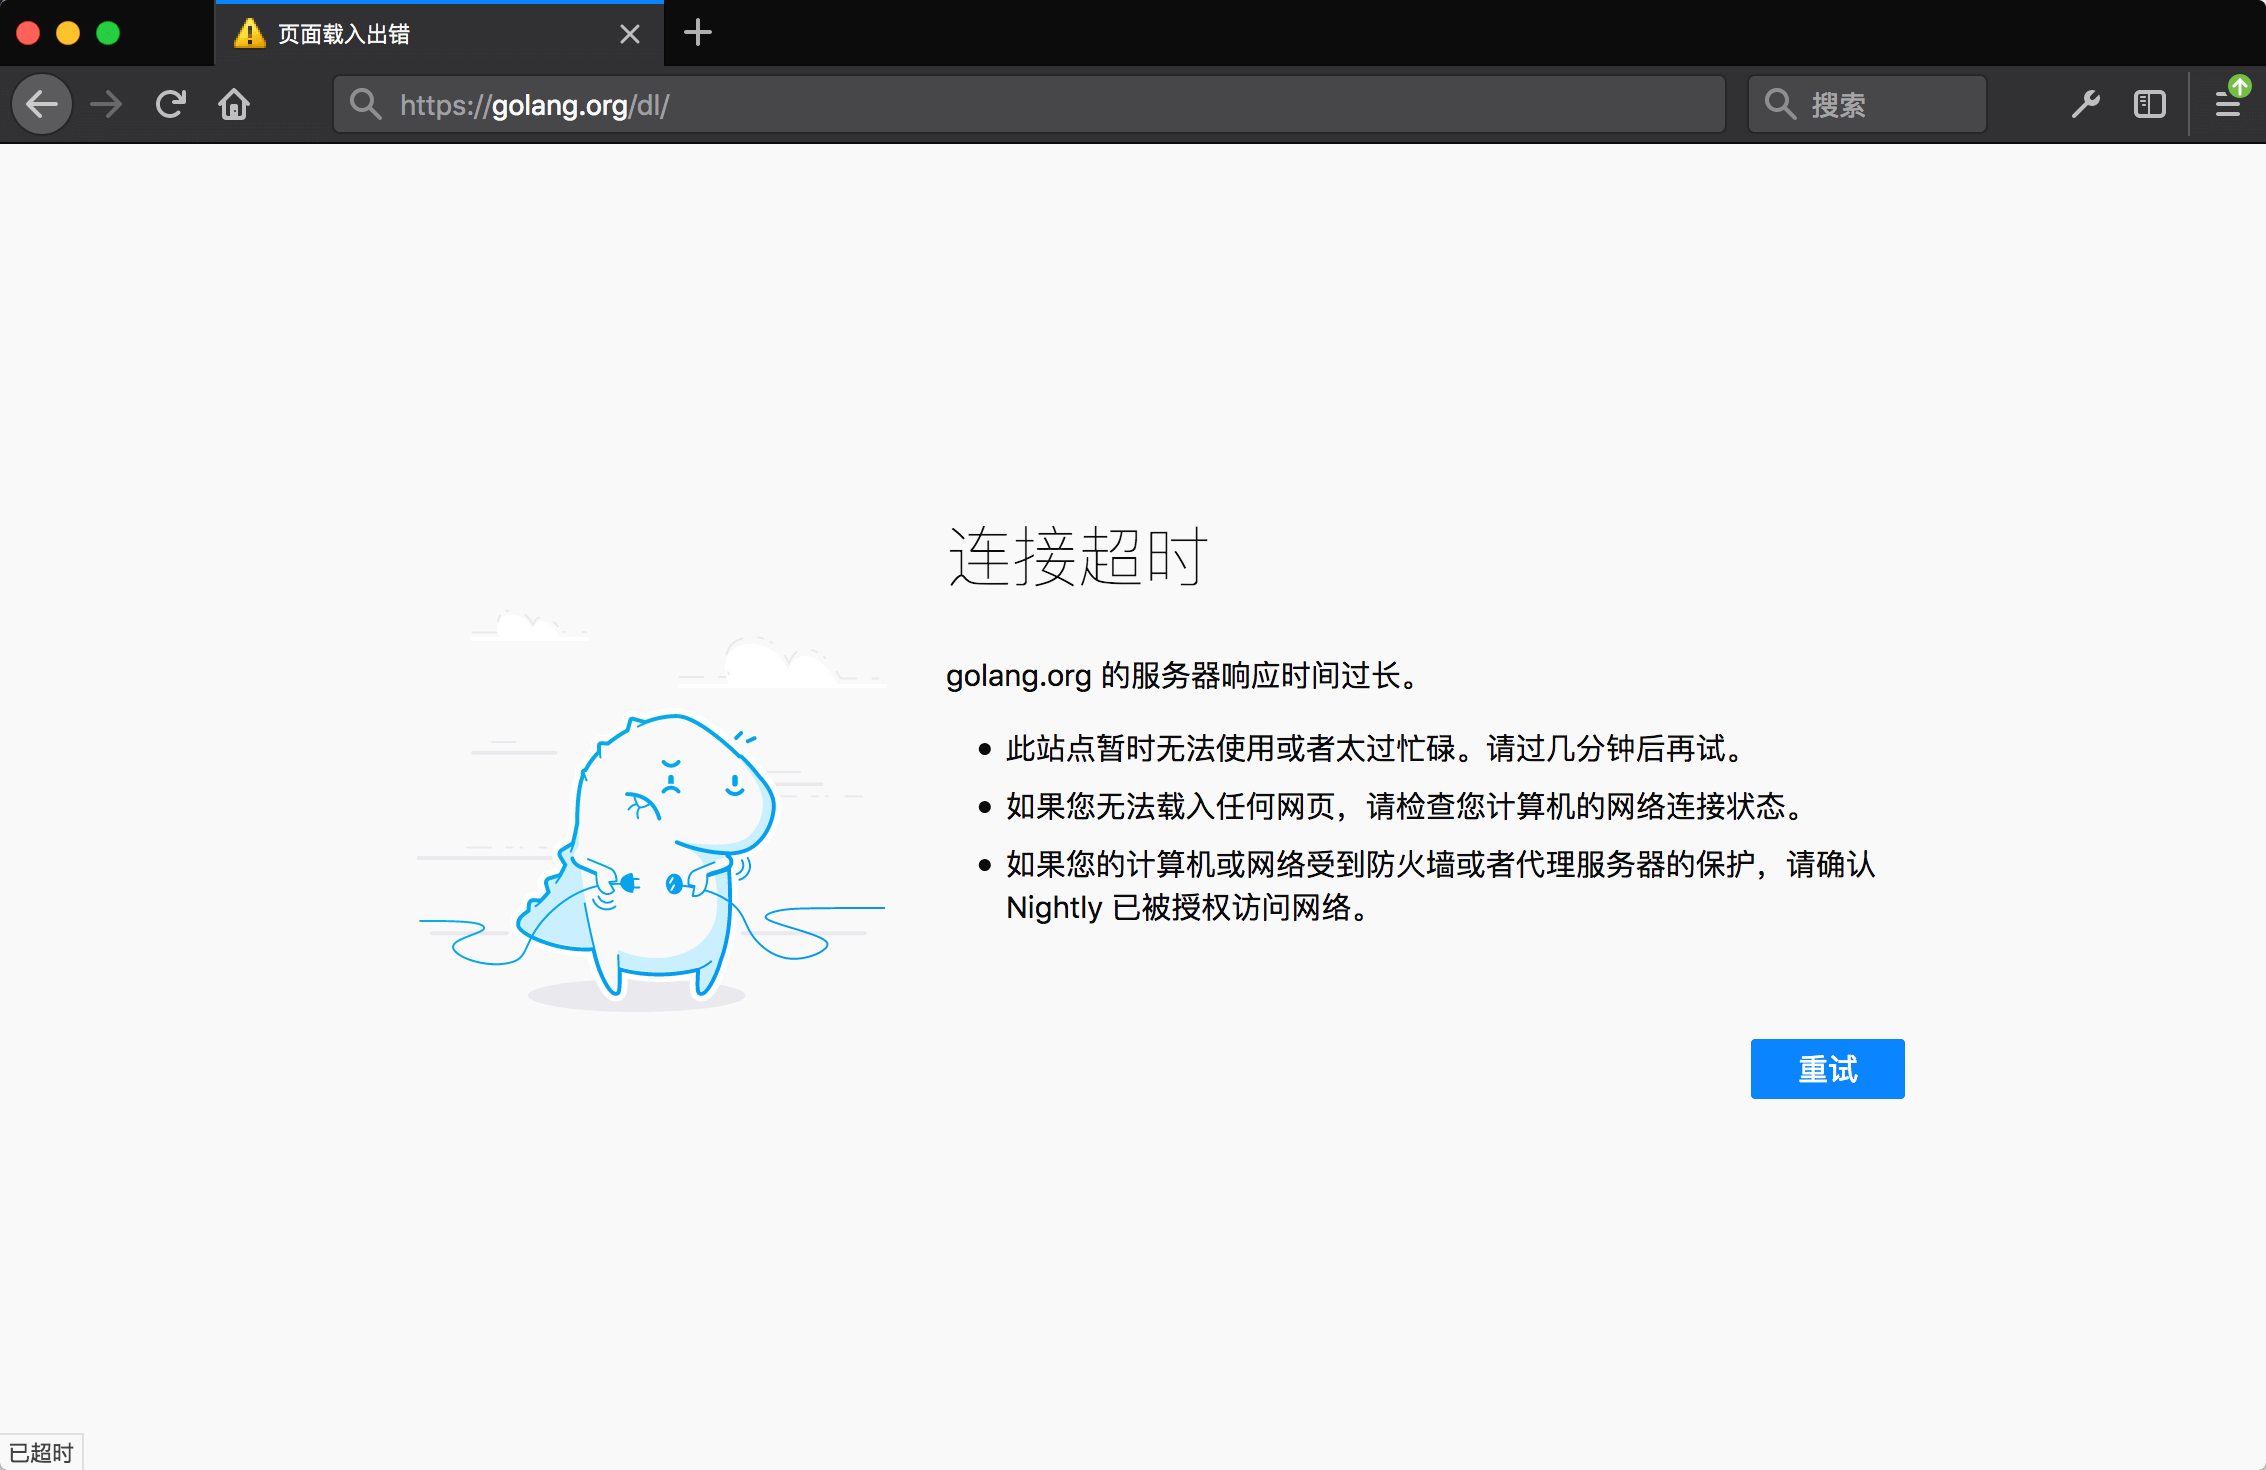 页面载入出错
https://golang.org/dl/
搜索
连接超时
golang.org 的服务器响应时间过长。
此站点暂时无法使用或者太过忙碌。请过几分钟后再试。
如果您无法载入任何网页，请检查您计算机的网络连接状态。
如果您的计算机或网络受到防火墙或者代理服务器的保护，请确认
Nightly 已被授权访问网络。
重试
已超时